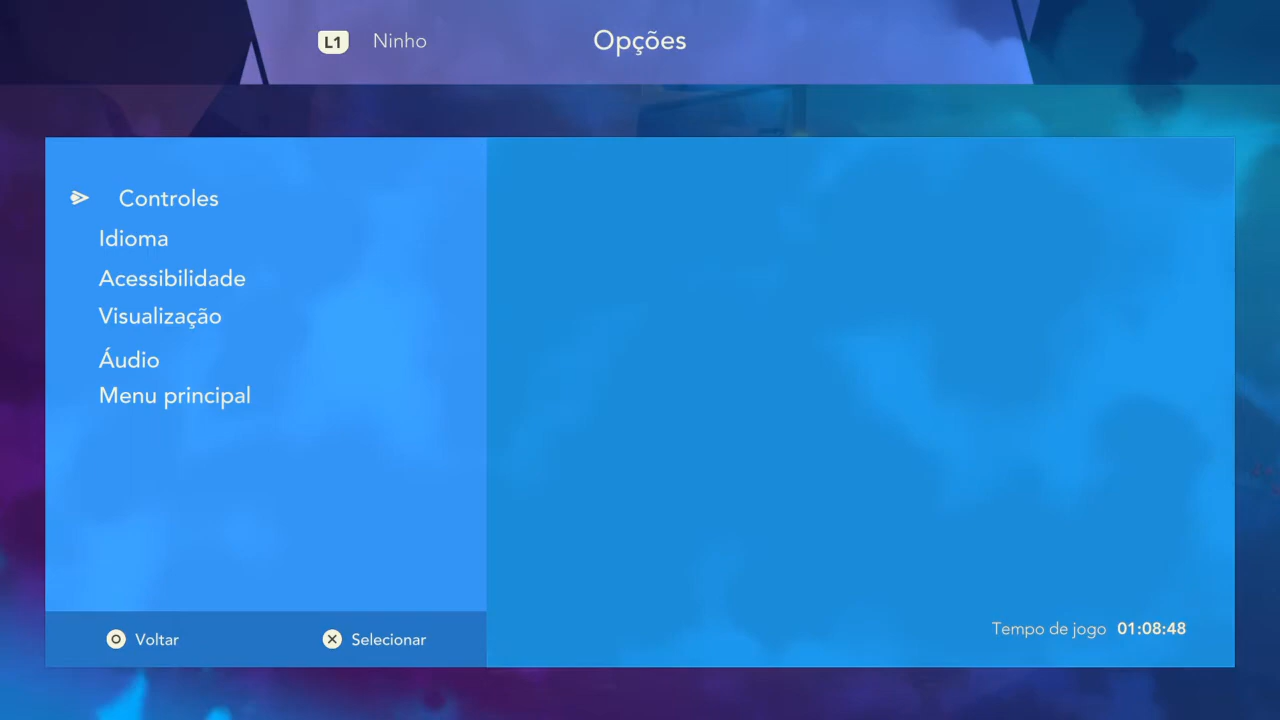 L1 Ninho Opções
Controles
Idioma
Acessibilidade
Visualização
Áudio
Menu principal
Voltar Selecionar
Tempo de jogo 01:08:48